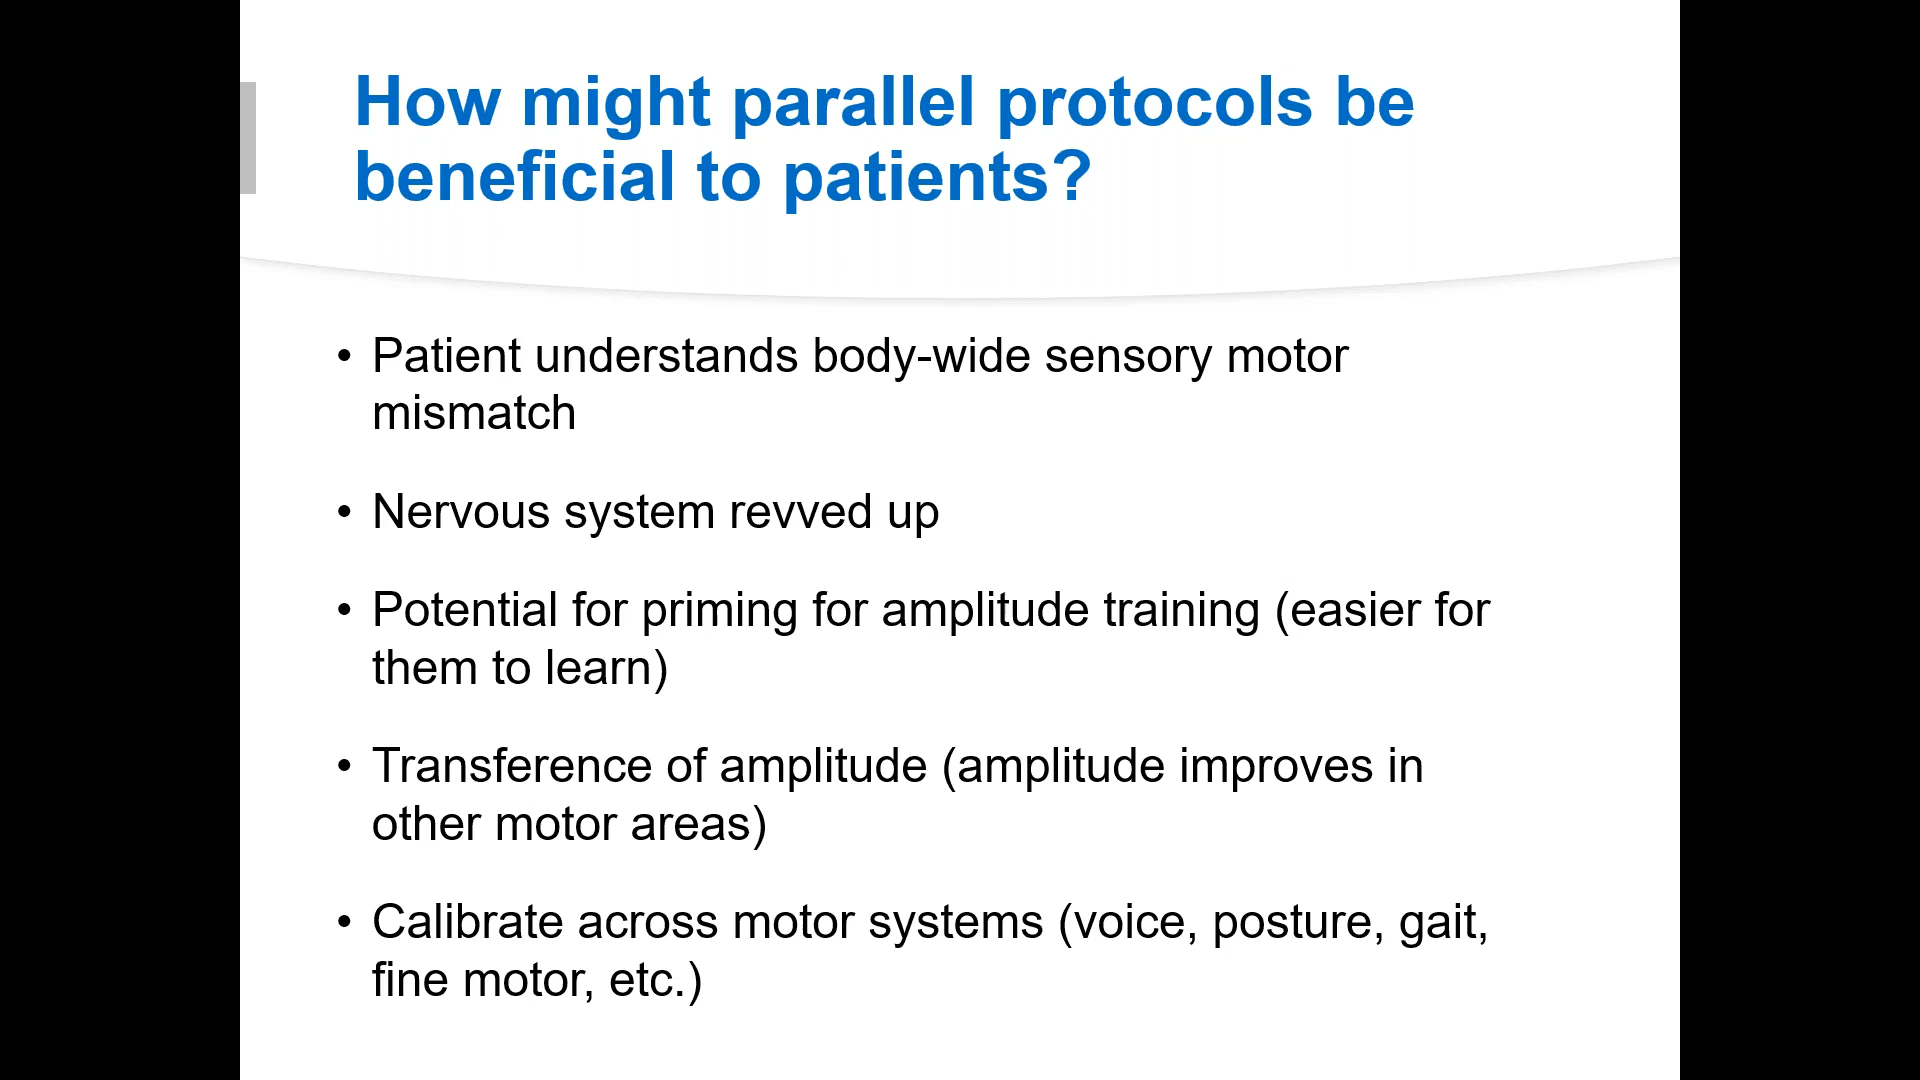 How might parallel protocols be
beneficial to patients?
• Patient understands body-wide sensory motor
mismatch
• Nervous system revved up
• Potential for priming for amplitude training (easier for
them to learn)
• Transference of amplitude (amplitude improves in
other motor areas)
• Calibrate across motor systems (voice, posture, gait,
fine motor, etc.)